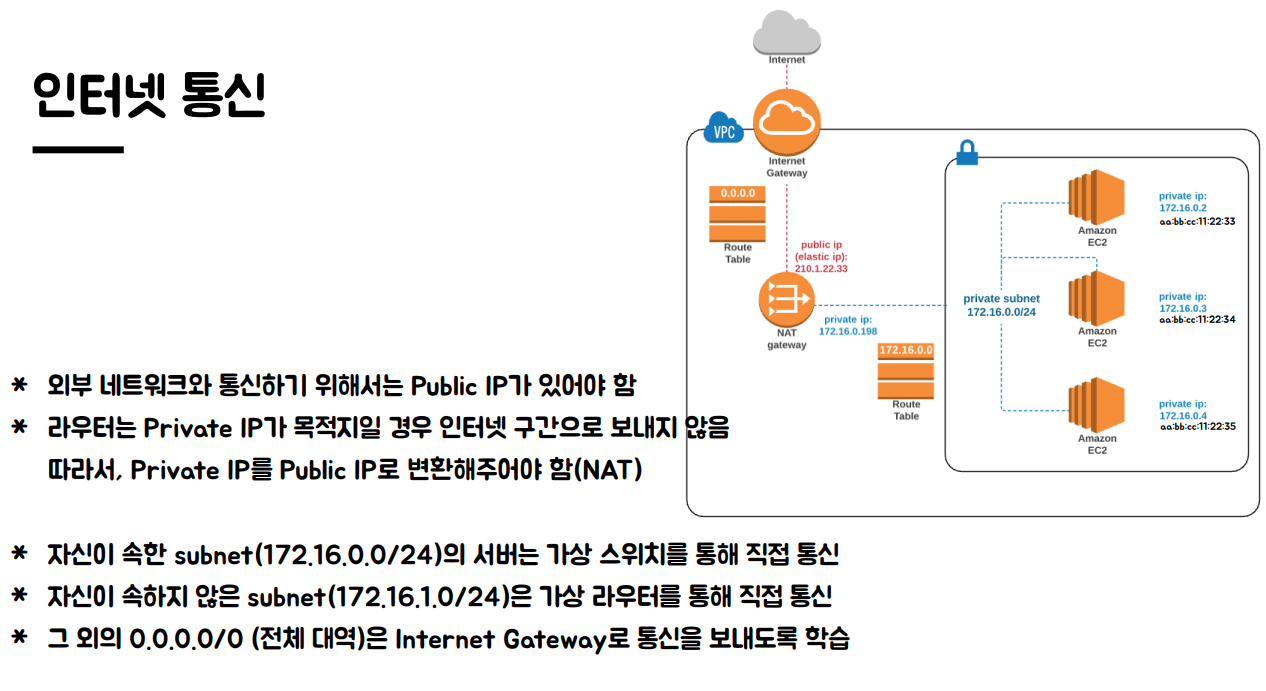 인터넷 통신
* 외부 네트워크와 통신하기 위해서는 Public IP가 있어야 함
* 라우터는 Private IP가 목적지일 경우 인터넷 구간으로 보내지 않음
따라서, Private IP를 Public IP로 변환해주어야 함(NAT)
* 자신이 속한 subnet(172.16.0.0/24)의 서버는 가상 스위치를 통해 직접 통신
* 자신이 속하지 않은 subnet(172.16.1.0/24)은 가상 라우터를 통해 직접 통신
* 그 외의 0.0.0.0/0 (전체 대역)은 Internet Gateway로 통신을 보내도록 학습
Internet
VPC
Internet
Gateway
0.0.0.0
Route
Table
public ip
(elastic ip):
210.1.22.33
NAT
gateway
private ip:
172.16.0.198
172.16.0.0
Route
Table
private subnet
172.16.0.0/24
Amazon
EC2
private ip:
172.16.0.2
aa:bb:cc:11:22:33
Amazon
EC2
private ip:
172.16.0.3
aa:bb:cc:11:22:34
Amazon
EC2
private ip:
172.16.0.4
aa:bb:cc:11:22:35